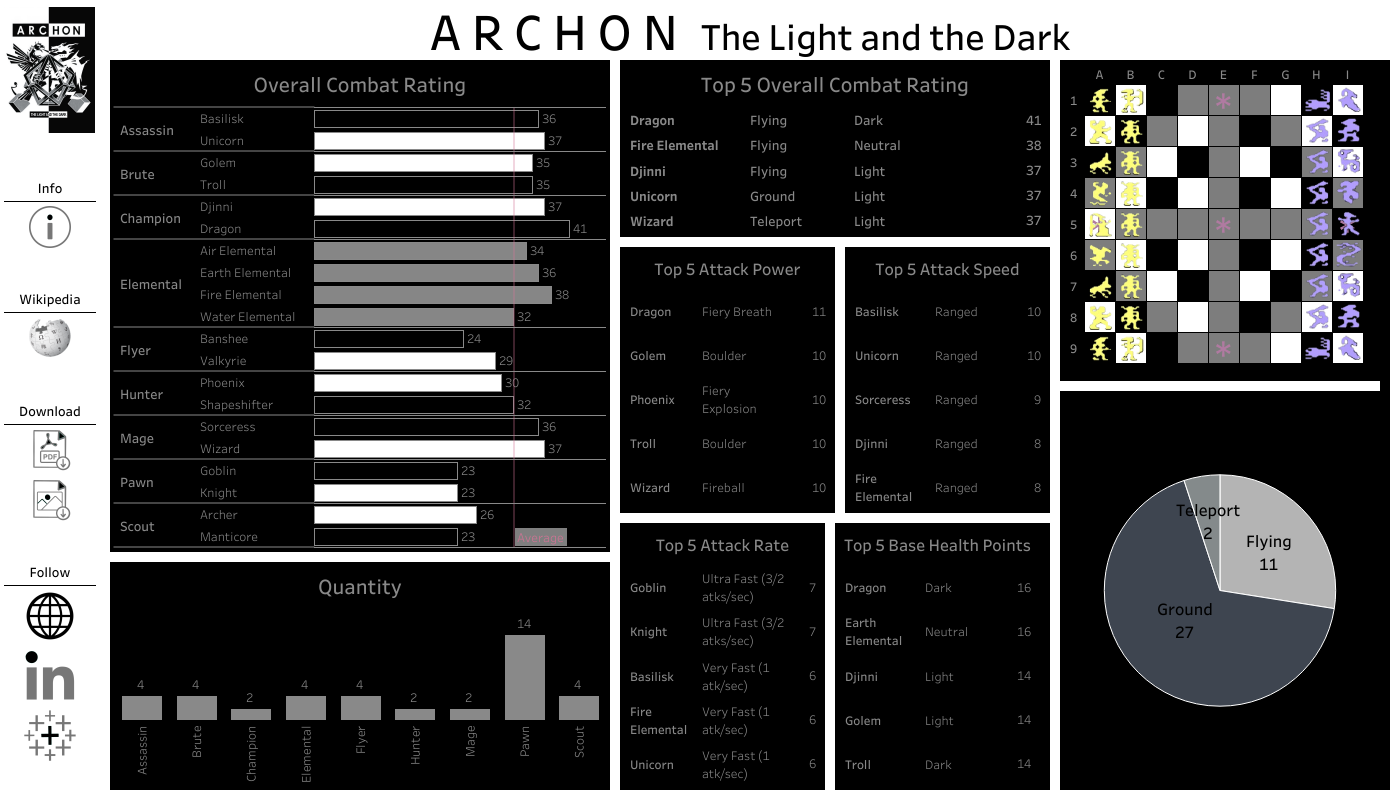 ARCHON The Light and the Dark
ARCHON
Info
Wikipedia
Download
PDF
Follow
in
Overall Combat Rating
Assassin
Basilisk 36
Unicorn 37
Brute
Golem 35
Troll 35
Champion
Djinni 37
Dragon 41
Elemental
Air Elemental 34
Earth Elemental 36
Fire Elemental 38
Water Elemental 32
Flyer
Banshee 24
Valkyrie 29
Hunter
Phoenix 30
Shapeshifter 32
Mage
Sorceress 36
Wizard 37
Pawn
Goblin 23
Knight 23
Scout
Archer 26
Manticore 23
Average
Quantity
4 4 2 4 4 2 2 14 4
Assassin Brute Champion Elemental Flyer Hunter Mage Pawn Scout
Top 5 Overall Combat Rating
Dragon Flying Dark 41
Fire Elemental Flying Neutral 38
Djinni Flying Light 37
Unicorn Ground Light 37
Wizard Teleport Light 37
Top 5 Attack Power
Dragon Fiery Breath 11
Golem Boulder 10
Phoenix Fiery Explosion 10
Troll Boulder 10
Wizard Fireball 10
Top 5 Attack Speed
Basilisk Ranged 10
Unicorn Ranged 10
Sorceress Ranged 9
Djinni Ranged 8
Fire Elemental Ranged 8
Top 5 Attack Rate
Goblin Ultra Fast (3/2 atks/sec) 7
Knight Ultra Fast (3/2 atks/sec) 7
Basilisk Very Fast (1 atk/sec) 6
Fire Elemental Very Fast (1 atk/sec) 6
Unicorn Very Fast (1 atk/sec) 6
Top 5 Base Health Points
Dragon Dark 16
Earth Elemental Neutral 16
Djinni Light 14
Golem Light 14
Troll Dark 14
A B C D E F G H I
1
2
3
4
5
6
7
8
9
Teleport
2
Flying
11
Ground
27